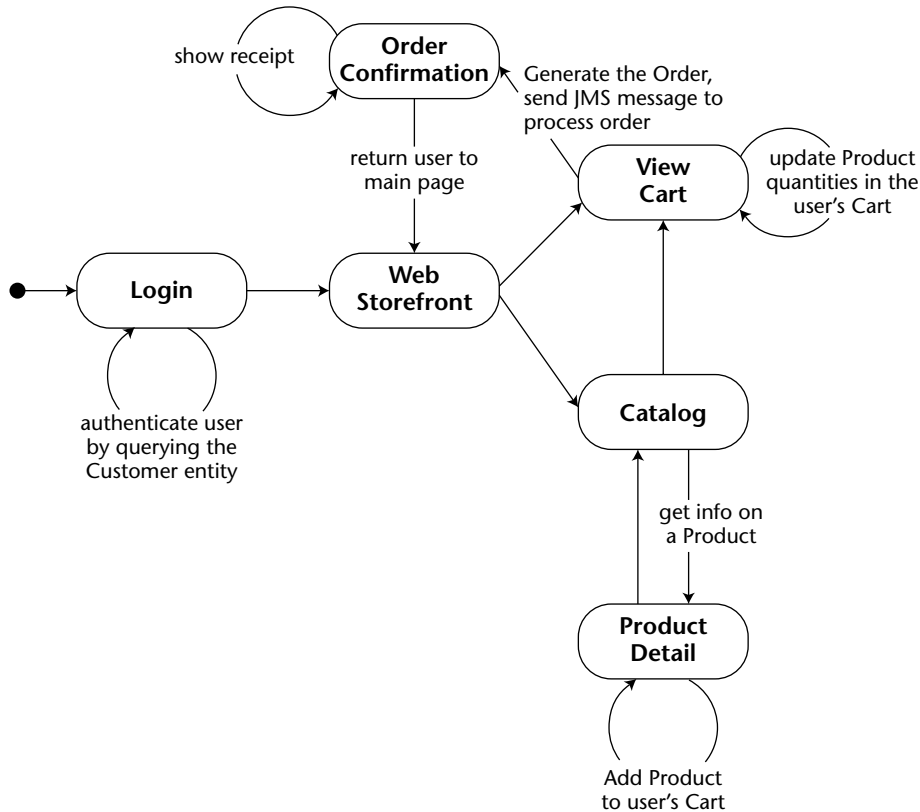 show receipt
Order
Confirmation
Generate the Order,
send JMS message to
process order
return user to
main page
View
Cart
update Product
quantities in the
user's Cart
Login
Web
Storefront
authenticate user
by querying the
Customer entity
Catalog
get info on
a Product
Product
Detail
Add Product
to user's Cart